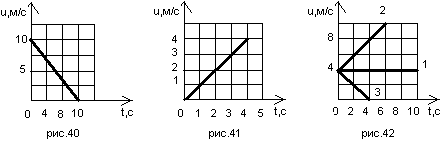 υ,м/с
10
5
0 4 8 10 t,с
рис.40
υ,м/с
4
3
2
1
0 1 2 3 4 5 t,с
рис.41
υ,м/с
2
8
1
4
3
0 2 4 6 8 10 t,с
рис.42